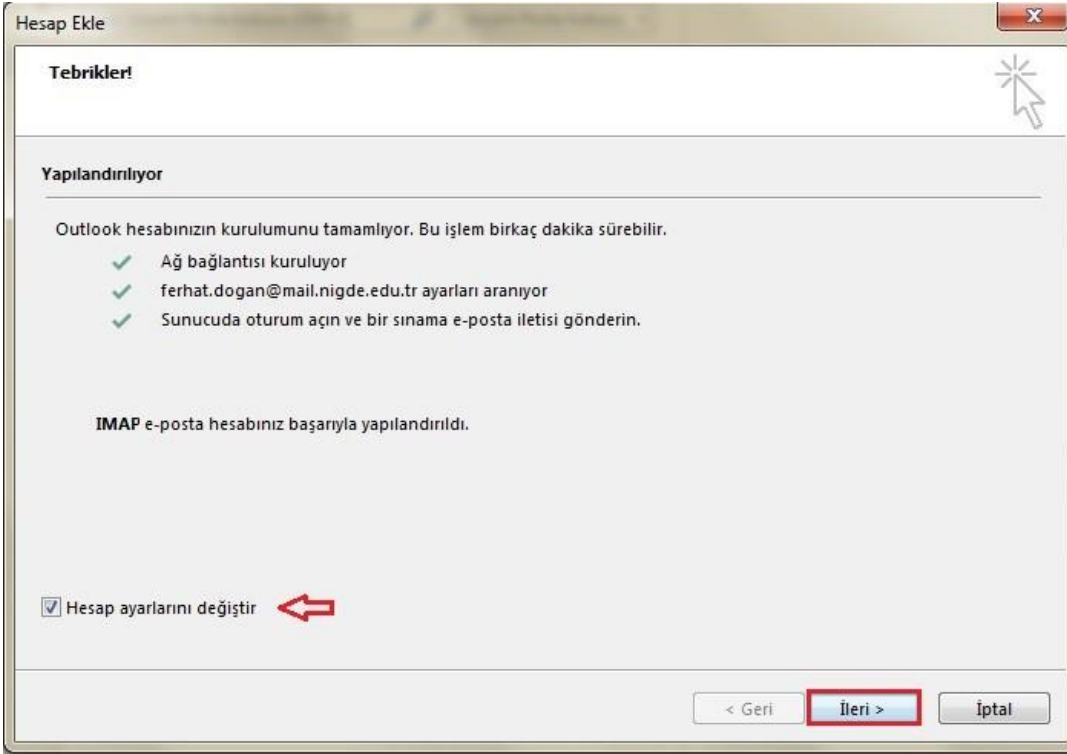 Hesap Ekle
Tebrikler!
Yapılandırılıyor
Outlook hesabınızın kurulumunu tamamlıyor. Bu işlem birkaç dakika sürebilir.
Ağ bağlantısı kuruluyor
ferhat.dogan@mail.nigde.edu.tr ayarları aranıyor
Sunucuda oturum açın ve bir sınama e-posta iletisi gönderin.
IMAP e-posta hesabınız başarıyla yapılandırıldı.
Hesap ayarlarını değiştir
< Geri İleri > İptal